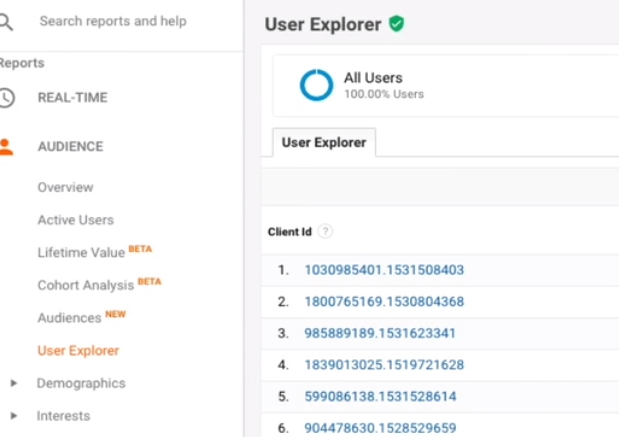 Search reports and help
Reports
REAL-TIME
AUDIENCE
Overview
Active Users
Lifetime Value BETA
Cohort Analysis BETA
Audiences NEW
User Explorer
Demographics
Interests
User Explorer
All Users
100.00% Users
User Explorer
Client Id ?
1. 1030985401.1531508403
2. 1800765169.1530804368
3. 985889189.1531623341
4. 1839013025.1519721628
5. 599086138.1531528614
6. 904478630.1528529659